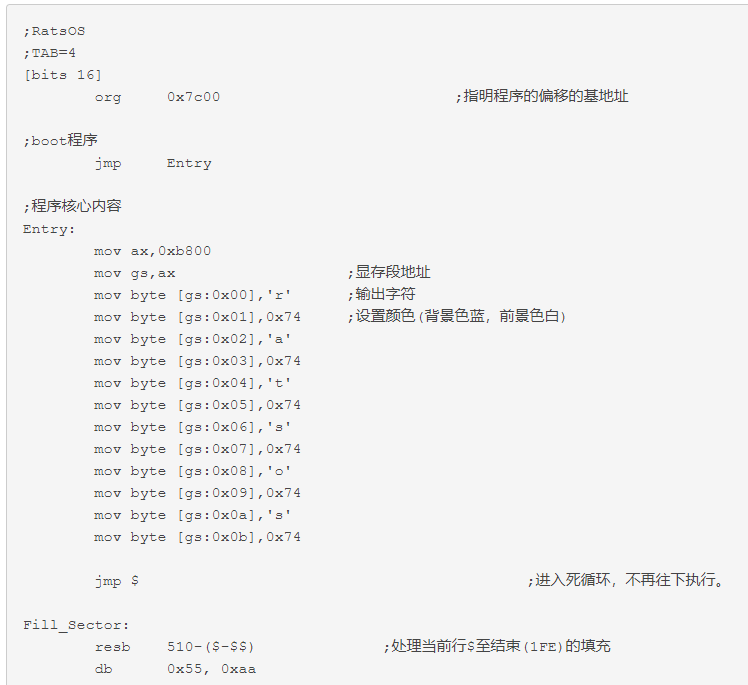 ;RatsOS
;TAB=4
[bits 16]
org 0x7c00 ;指明程序的偏移的基地址
;boot程序
jmp Entry
;程序核心内容
Entry:
mov ax,0xb800
mov gs,ax ;显存段地址
mov byte [gs:0x00],'r' ;输出字符
mov byte [gs:0x01],0x74 ;设置颜色(背景色蓝，前景色白)
mov byte [gs:0x02],'a'
mov byte [gs:0x03],0x74
mov byte [gs:0x04],'t'
mov byte [gs:0x05],0x74
mov byte [gs:0x06],'s'
mov byte [gs:0x07],0x74
mov byte [gs:0x08],'o'
mov byte [gs:0x09],0x74
mov byte [gs:0x0a],'s'
mov byte [gs:0x0b],0x74
jmp $ ;进入死循环，不再往下执行。
Fill_Sector:
resb 510-($-$$) ;处理当前行$至结束(1FE)的填充
db 0x55, 0xaa